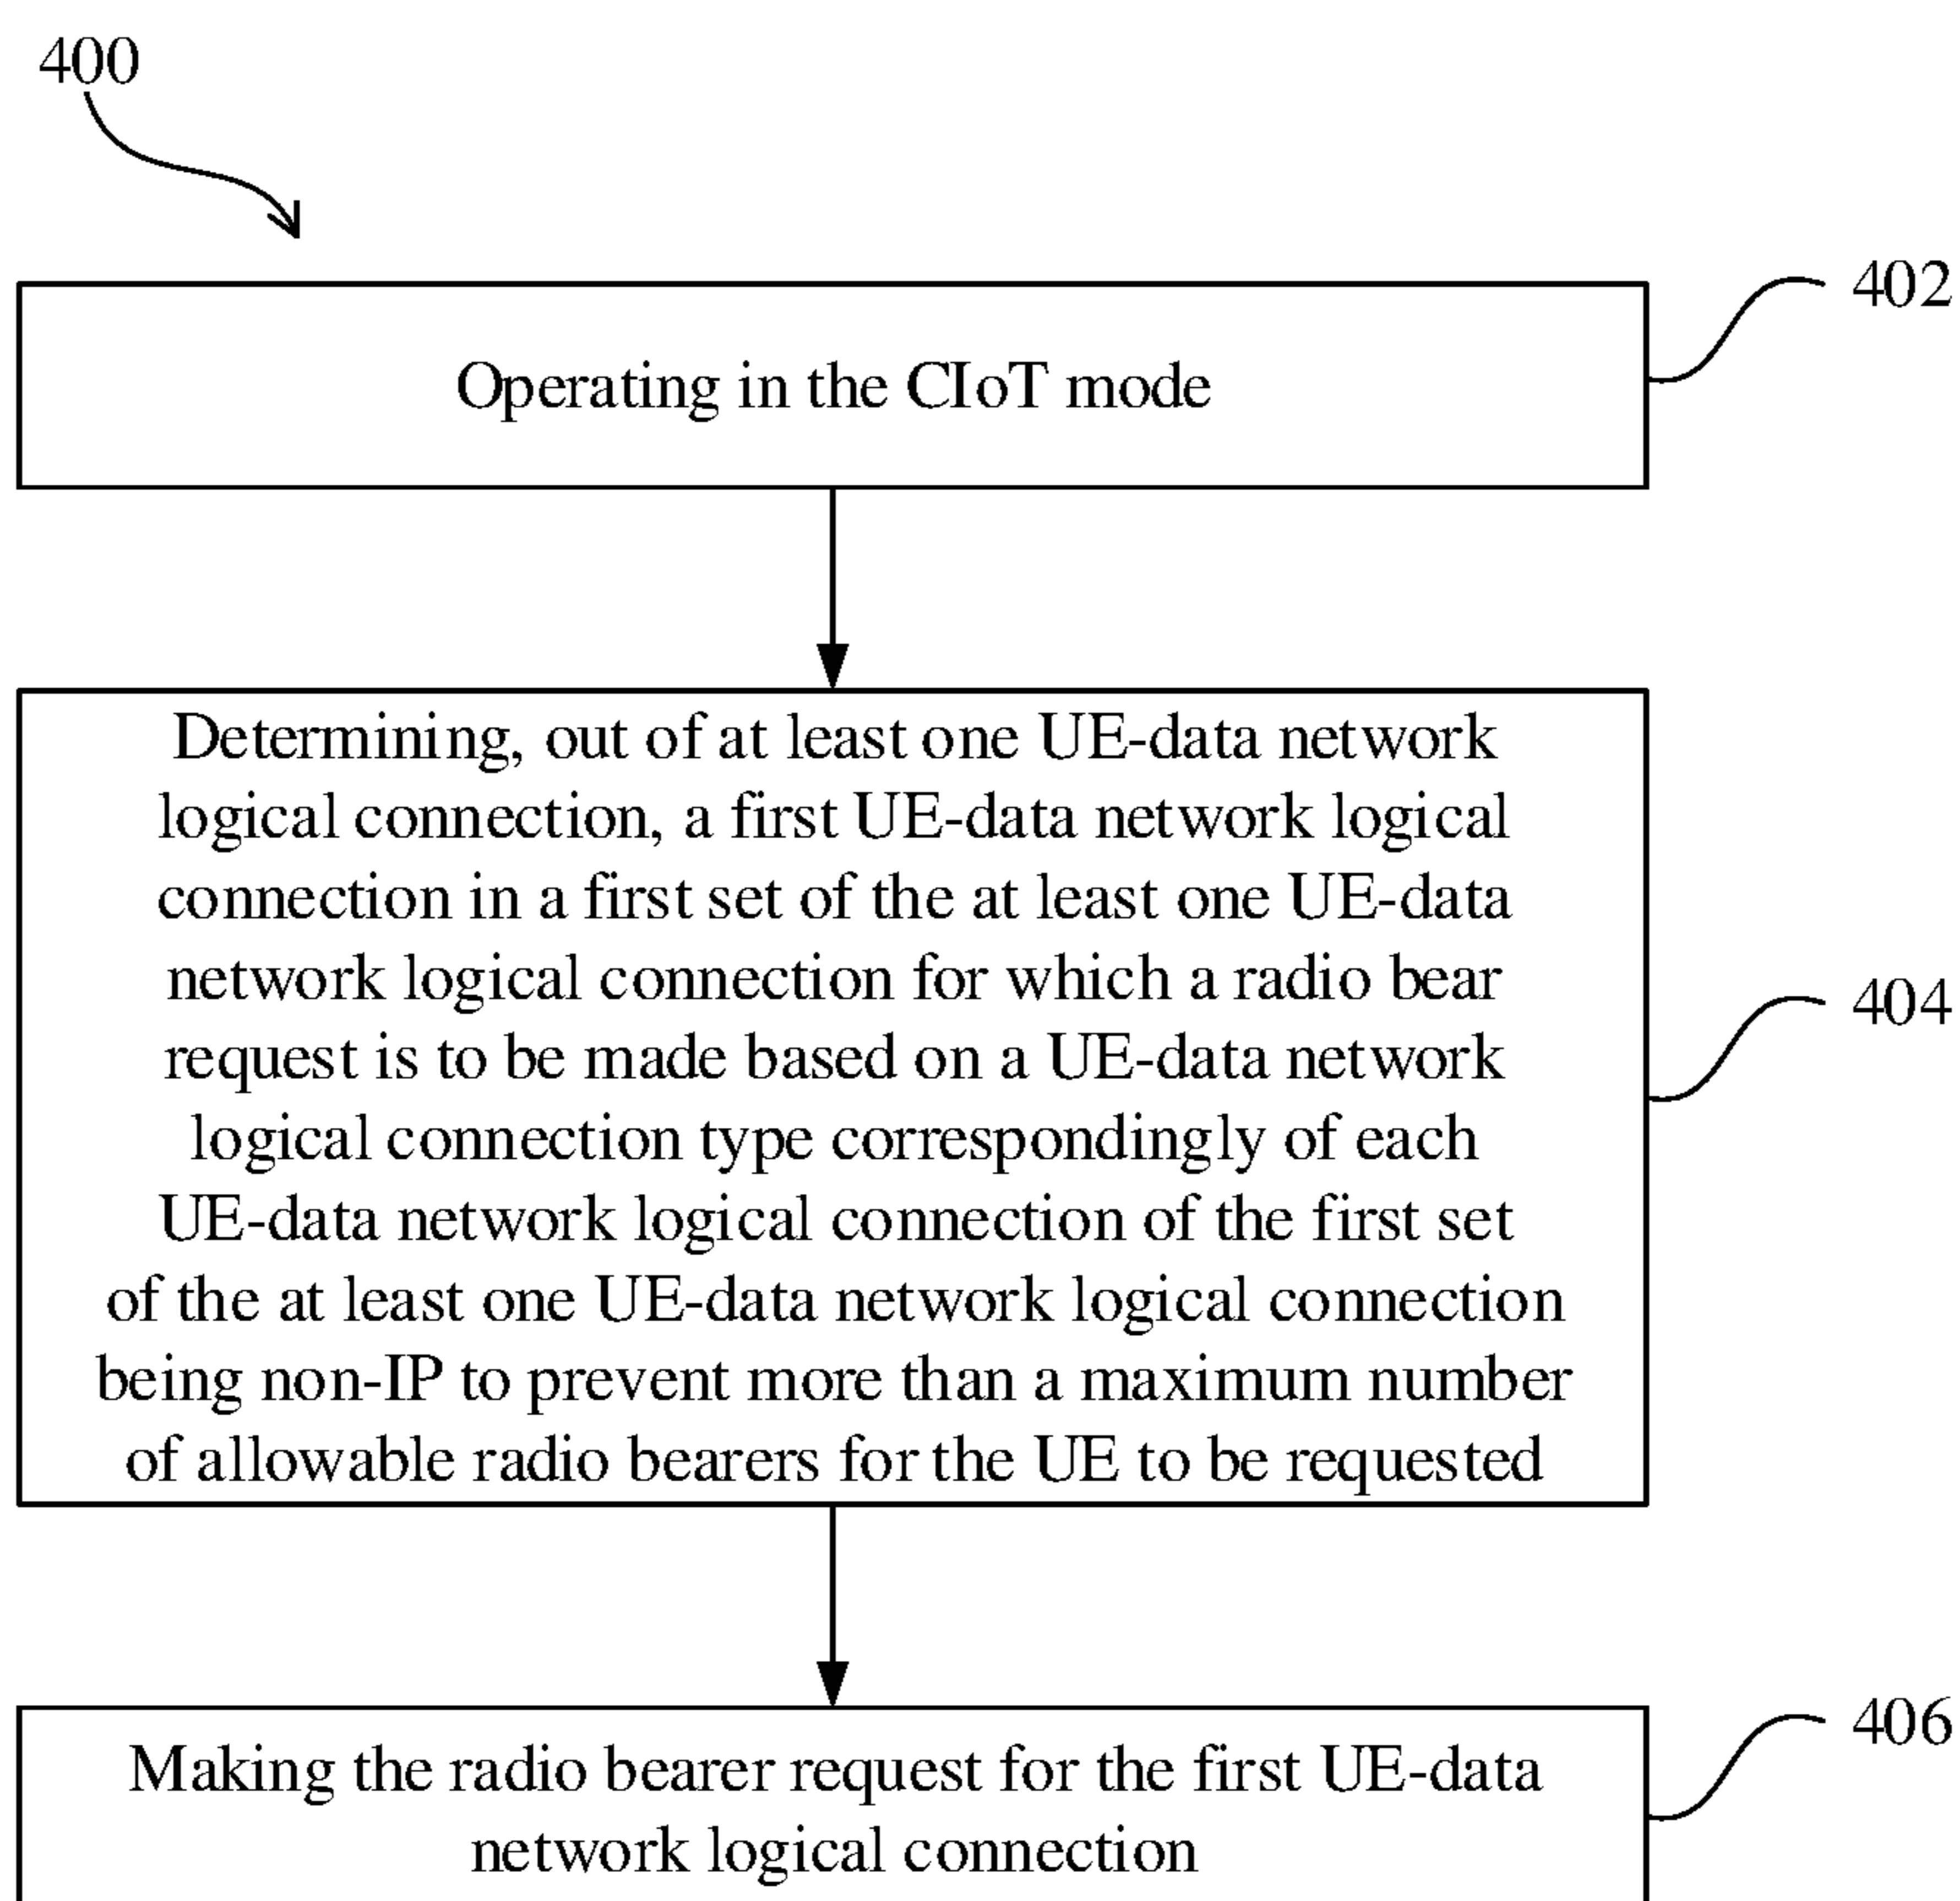 400
402
Operating in the CIoT mode
Determining, out of at least one UE-data network
logical connection, a first UE-data network logical
connection in a first set of the at least one UE-data
network logical connection for which a radio bear
request is to be made based on a UE-data network
logical connection type correspondingly of each
UE-data network logical connection of the first set
of the at least one UE-data network logical connection
being non-IP to prevent more than a maximum number
of allowable radio bearers for the UE to be requested
404
406
Making the radio bearer request for the first UE-data
network logical connection